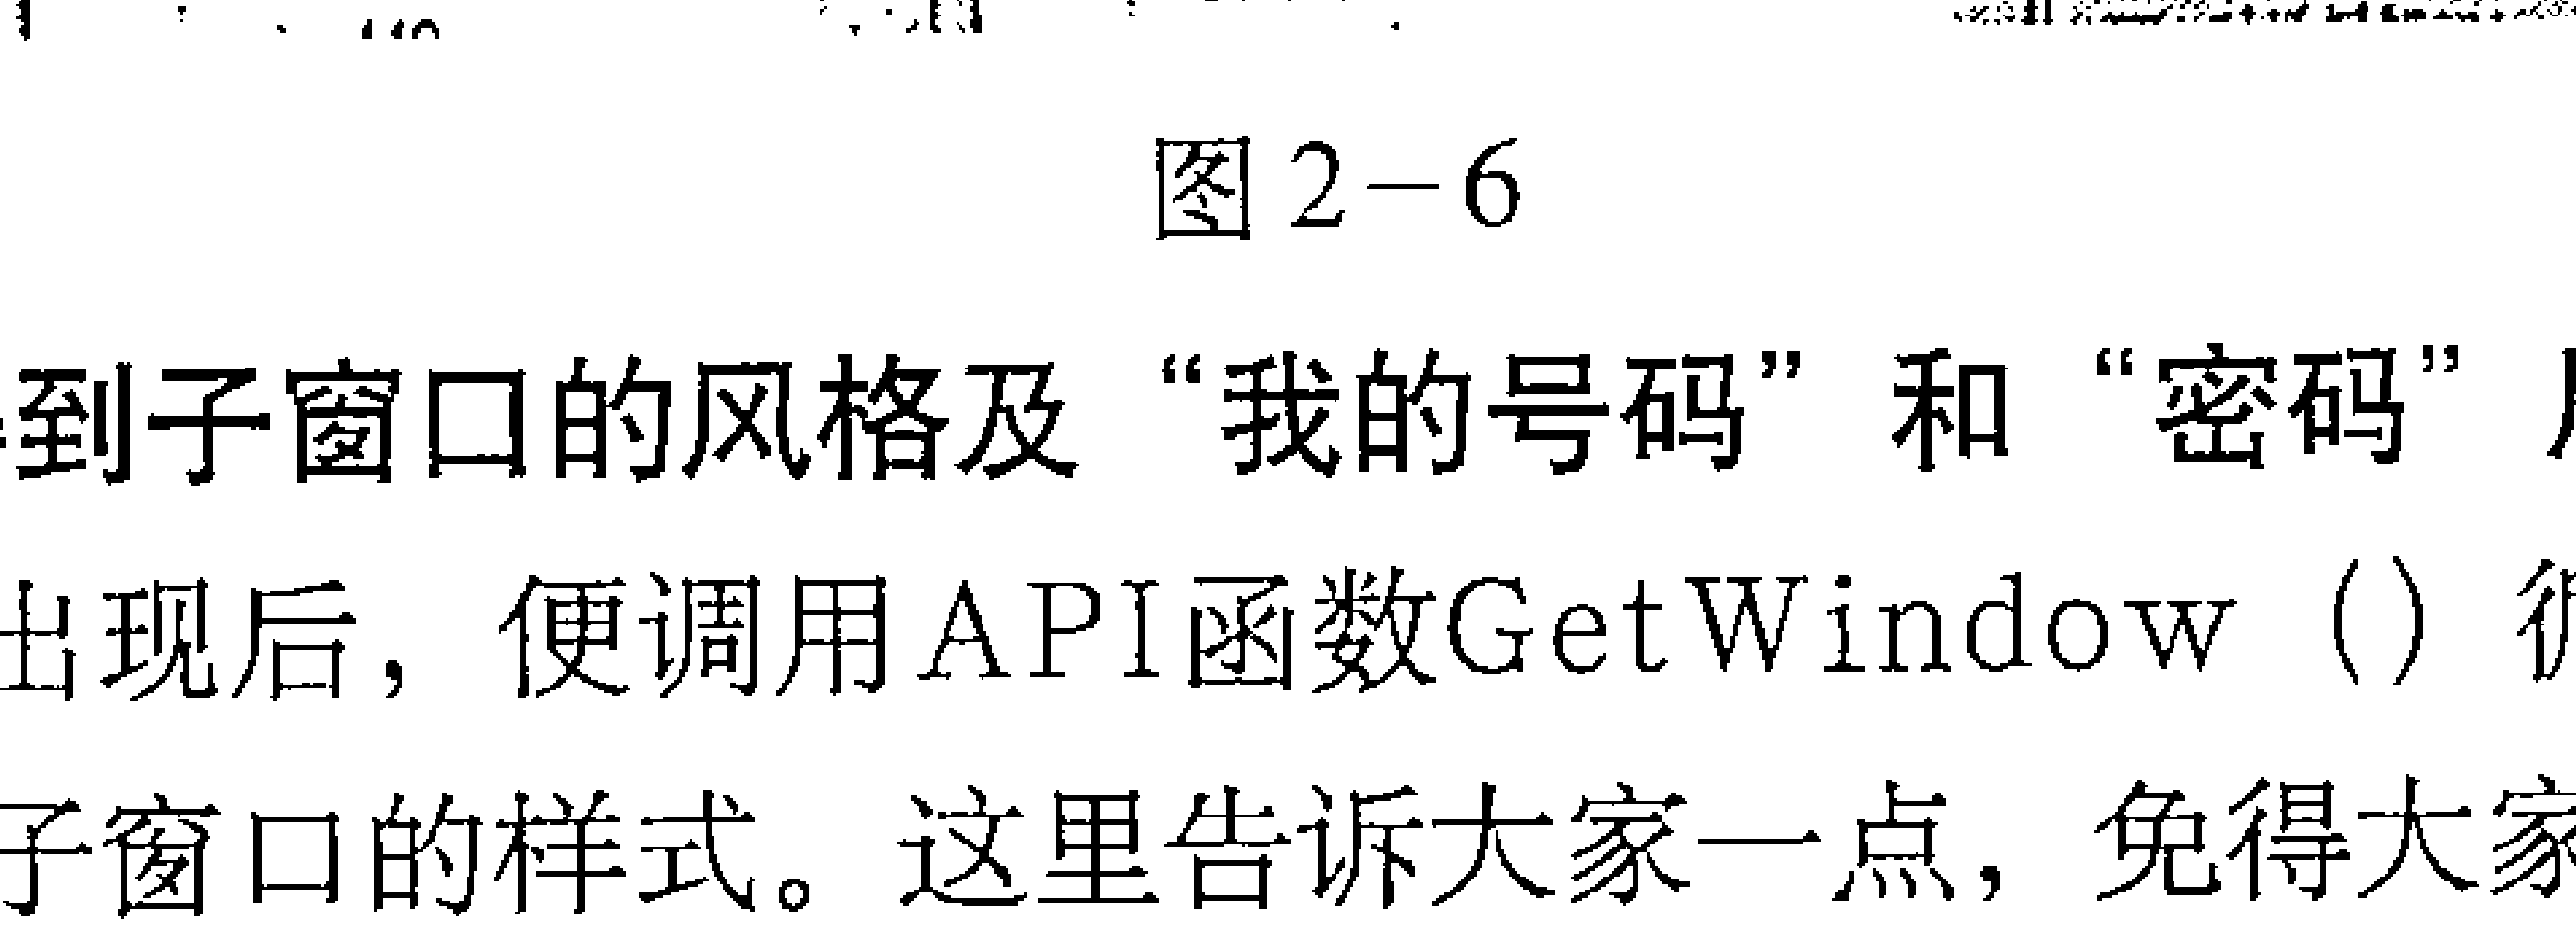 图2-6
到子窗口的风格及“我的号码”和“密码”
出现后，便调用API函数GetWindow（）
子窗口的样式。这里告诉大家一点，免得大家